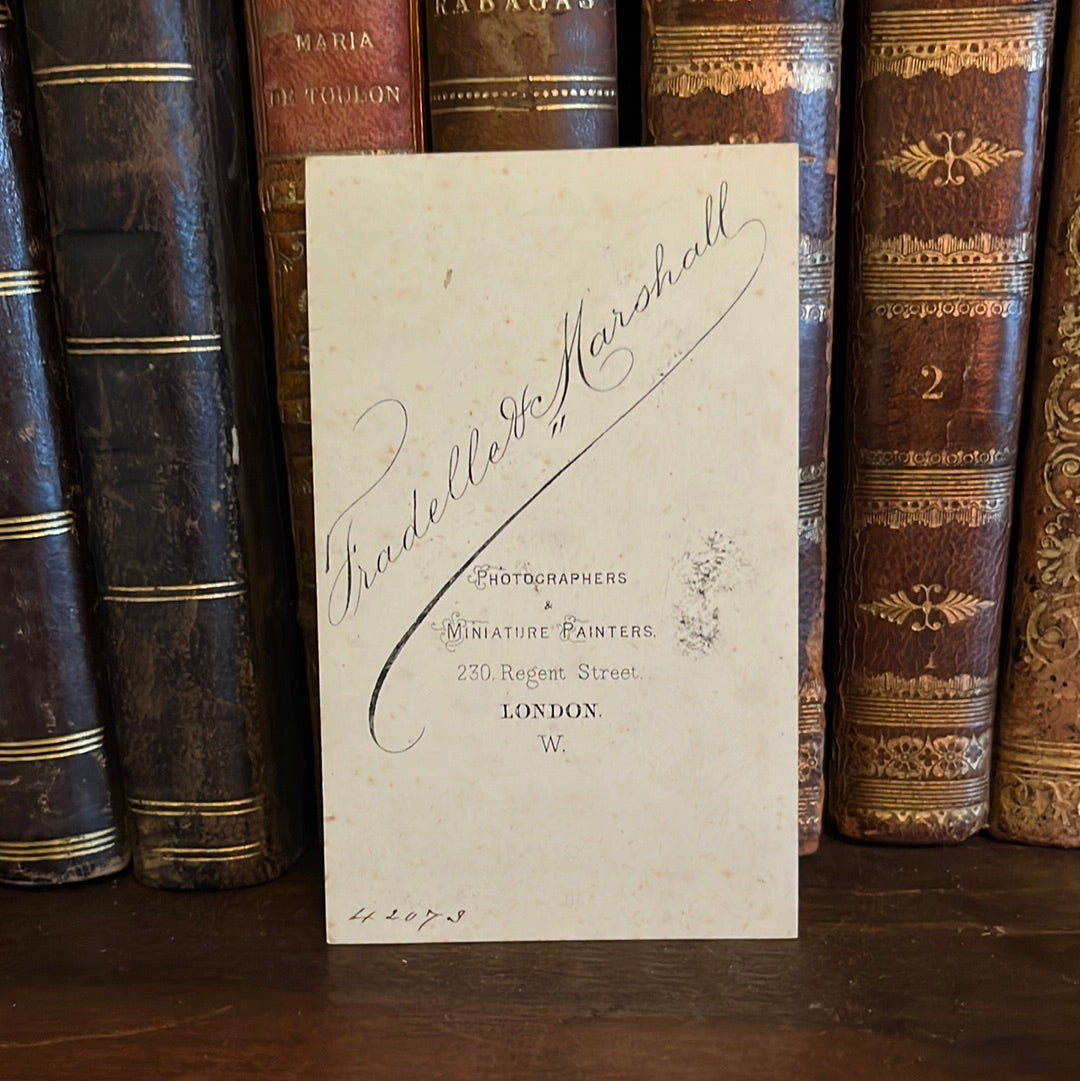 MARIA
DE TOULON
RABAGAS
2
Fradelle & Marshall
PHOTOGRAPHERS
&
MINIATURE PAINTERS.
230, Regent Street.
LONDON.
W.
42073